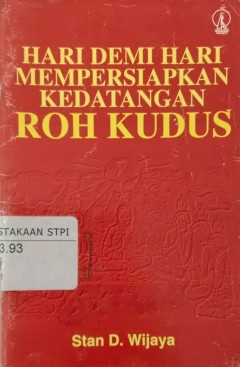 HARI DEMI HARI
MEMPERSIAPKAN
KEDATANGAN
ROH KUDUS
STAKAAN STPI
3.93
Stan D. Wijaya